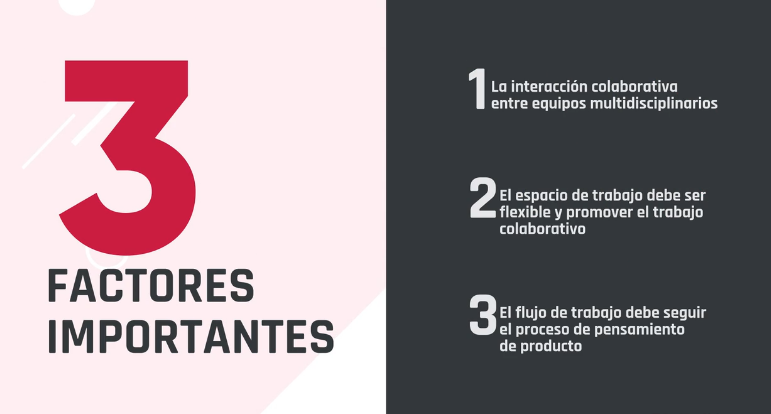 3
FACTORES
IMPORTANTES
1 La interacción colaborativa
entre equipos multidisciplinarios
2 El espacio de trabajo debe ser
flexible y promover el trabajo
colaborativo
3 El flujo de trabajo debe seguir
el proceso de pensamiento
de producto